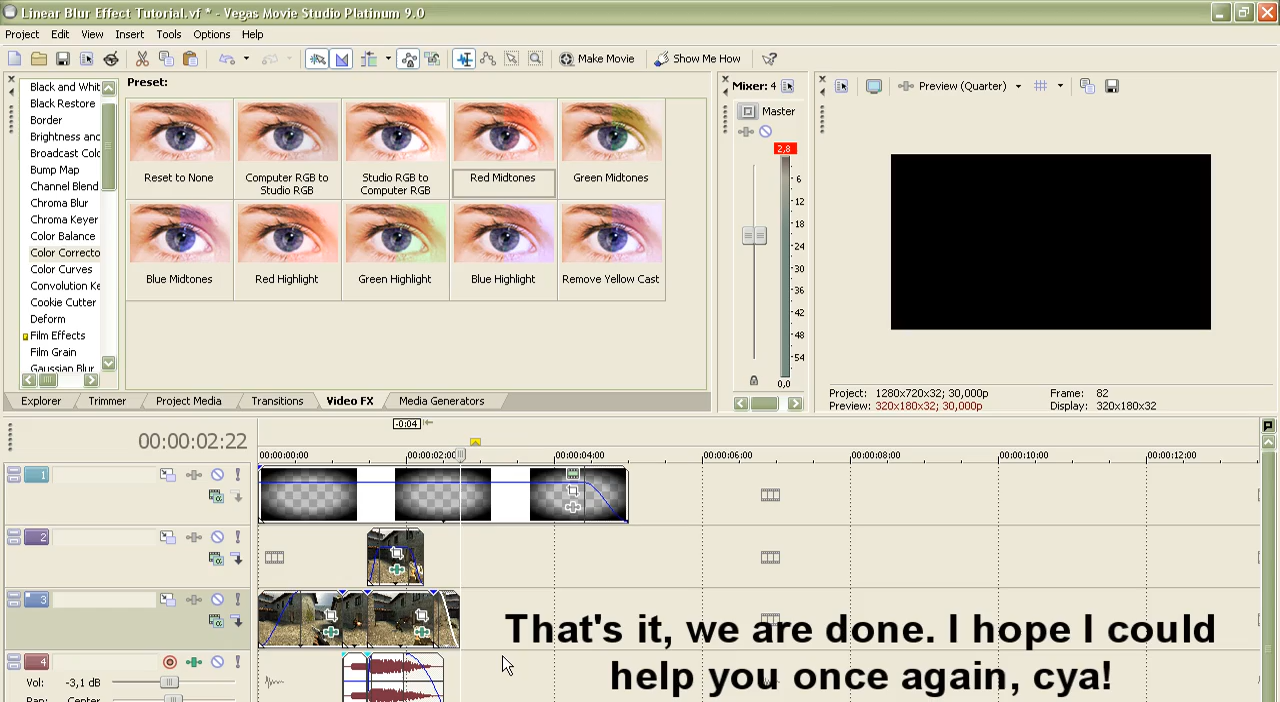 Linear Blur Effect Tutorial.vf * - Vegas Movie Studio Platinum 9.0
Project Edit View Insert Tools Options Help
Make Movie Show Me How
Preset:
Black and Whit
Black Restore
Border
Brightness and
Broadcast Colo
Bump Map
Channel Blend
Chroma Blur
Chroma Keyer
Color Balance
Color Correcto
Color Curves
Convolution Ke
Cookie Cutter
Deform
Film Effects
Film Grain
Gaussian Blur
Reset to None
Computer RGB to
Studio RGB
Studio RGB to
Computer RGB
Red Midtones
Green Midtones
Blue Midtones
Red Highlight
Green Highlight
Blue Highlight
Remove Yellow Cast
Explorer Trimmer Project Media Transitions Video FX Media Generators
Mixer: 4
Master
2,8
6
12
18
24
30
36
42
48
54
0,0
Preview (Quarter)
Project: 1280x720x32; 30,000p
Preview: 320x180x32; 30,000p
Frame: 82
Display: 320x180x32
-0:04
00:00:02:22
00:00:00:00 00:00:02:00 00:00:04:00 00:00:06:00 00:00:08:00 00:00:10:00 00:00:12:00
1
2
3
4
Vol: -3,1 dB
Pan: Center
That's it, we are done. I hope I could
help you once again, cya!